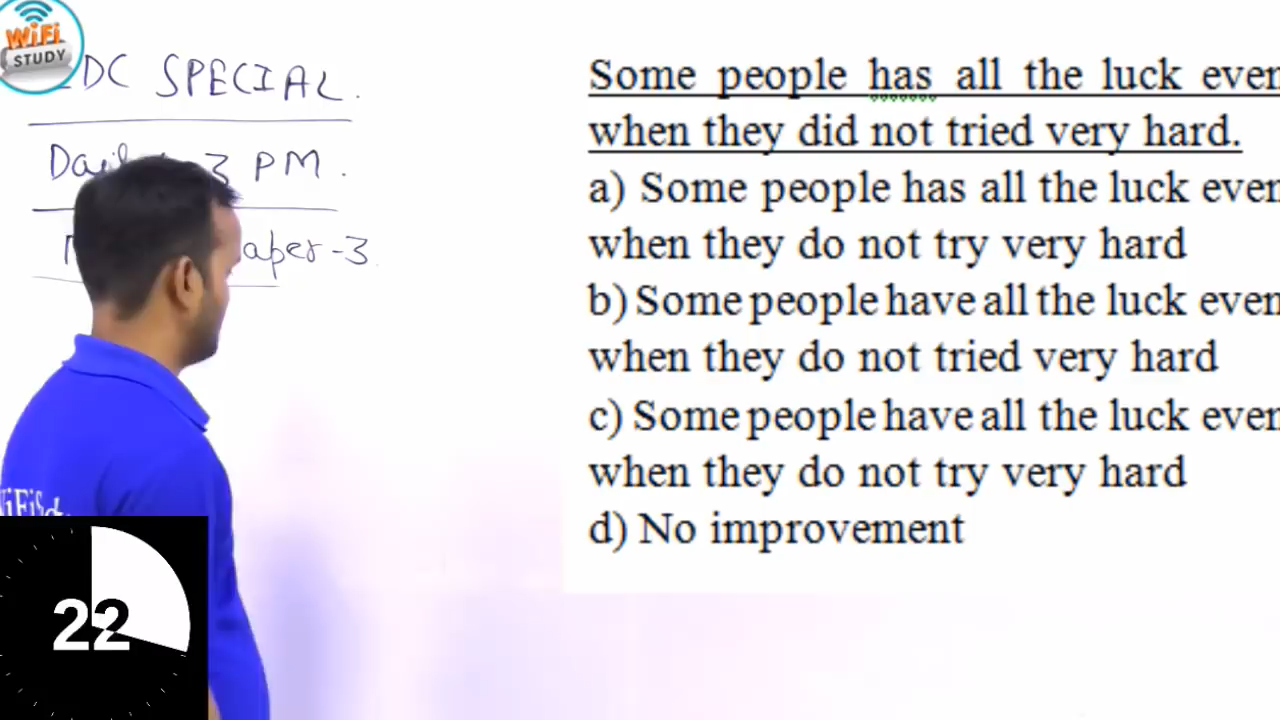 WiFi
STUDY
DC SPECIAL.
3 PM.
aper-3.
Some people has all the luck even
when they did not tried very hard.
a) Some people has all the luck even
when they do not try very hard
b) Some people have all the luck even
when they do not tried very hard
c) Some people have all the luck even
when they do not try very hard
d) No improvement
22